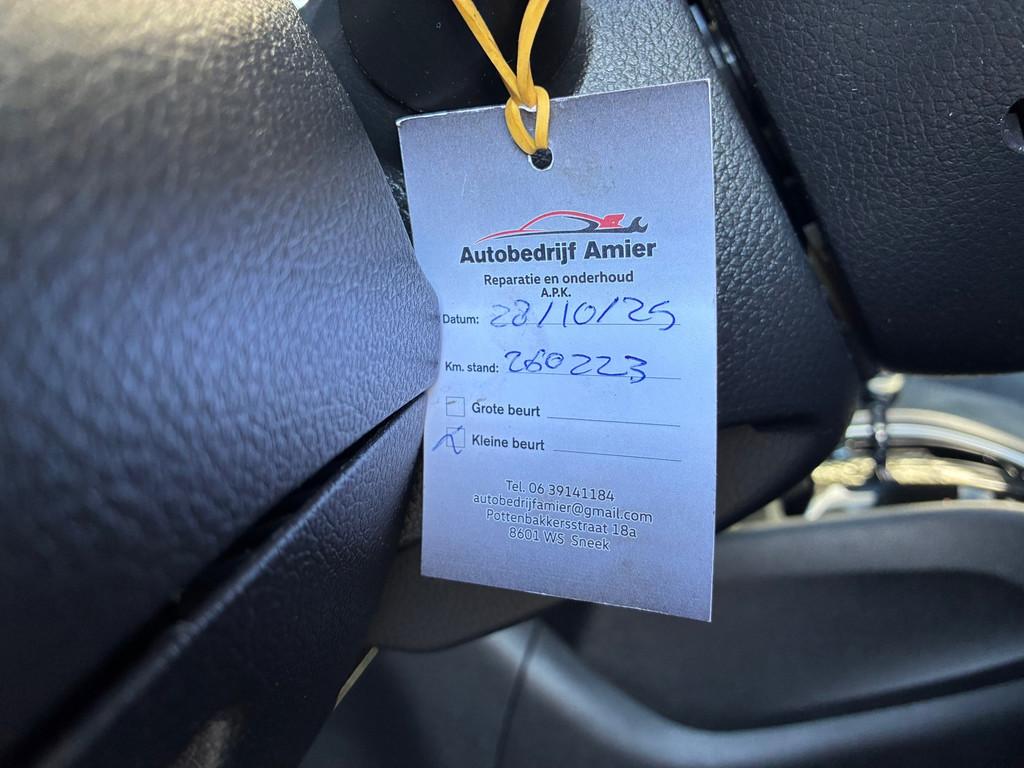 Autobedrijf Amier
Reparatie en onderhoud
A.P.K.
Datum: 28/10/25
Km. stand: 260223
Grote beurt
Kleine beurt
Tel. 06 39141184
autobedrijfamier@gmail.com
Pottenbakkersstraat 18a
8601 WS Sneek